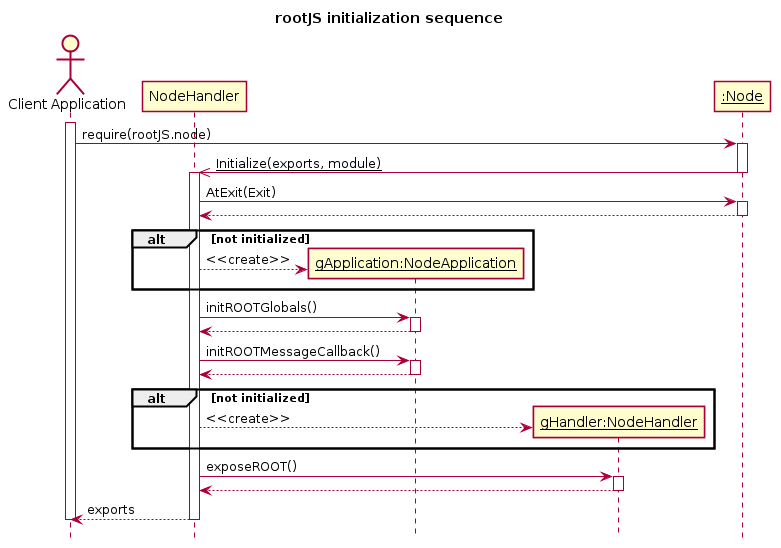 rootJS initialization sequence
Client Application
NodeHandler
:Node
require(rootJS.node)
Initialize(exports, module)
AtExit(Exit)
alt
[not initialized]
<<create>>
gApplication:NodeApplication
initROOTGlobals()
initROOTMessageCallback()
alt
[not initialized]
<<create>>
gHandler:NodeHandler
exposeROOT()
exports